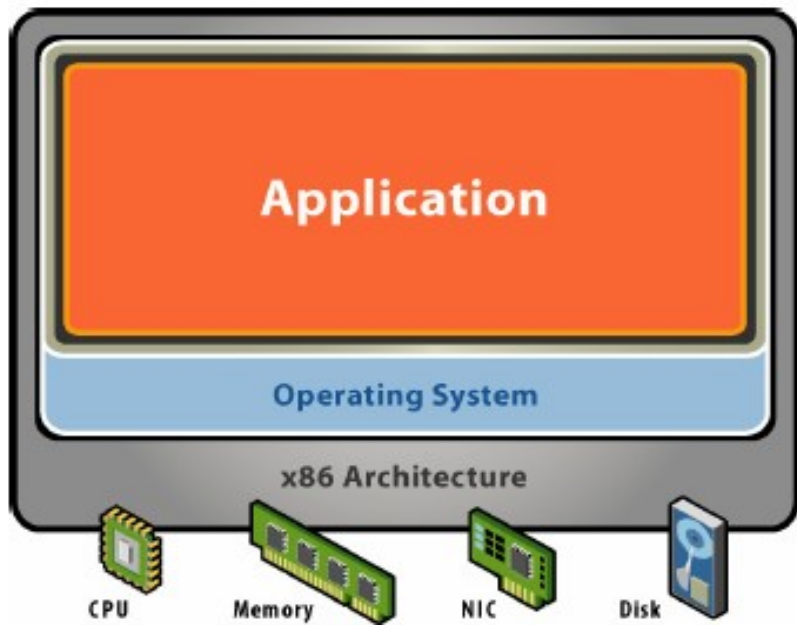 Application
Operating System
x86 Architecture
CPU
Memory
NIC
Disk